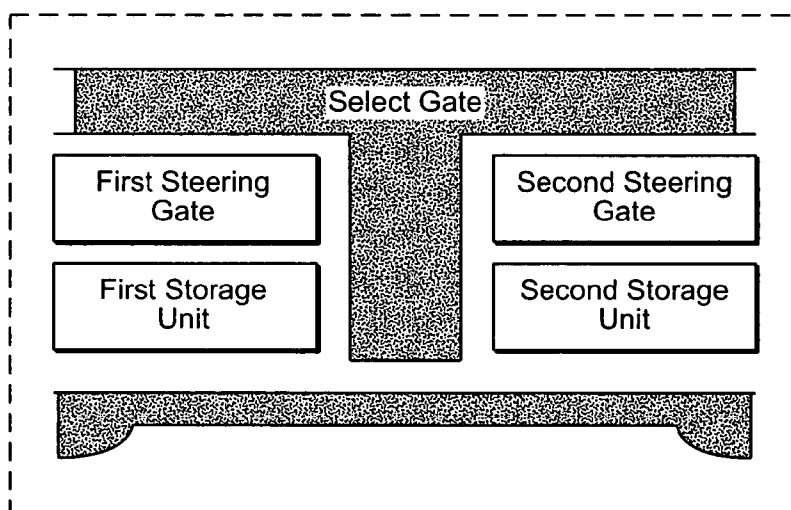 Select Gate
First Steering
Gate
Second Steering
Gate
First Storage
Unit
Second Storage
Unit